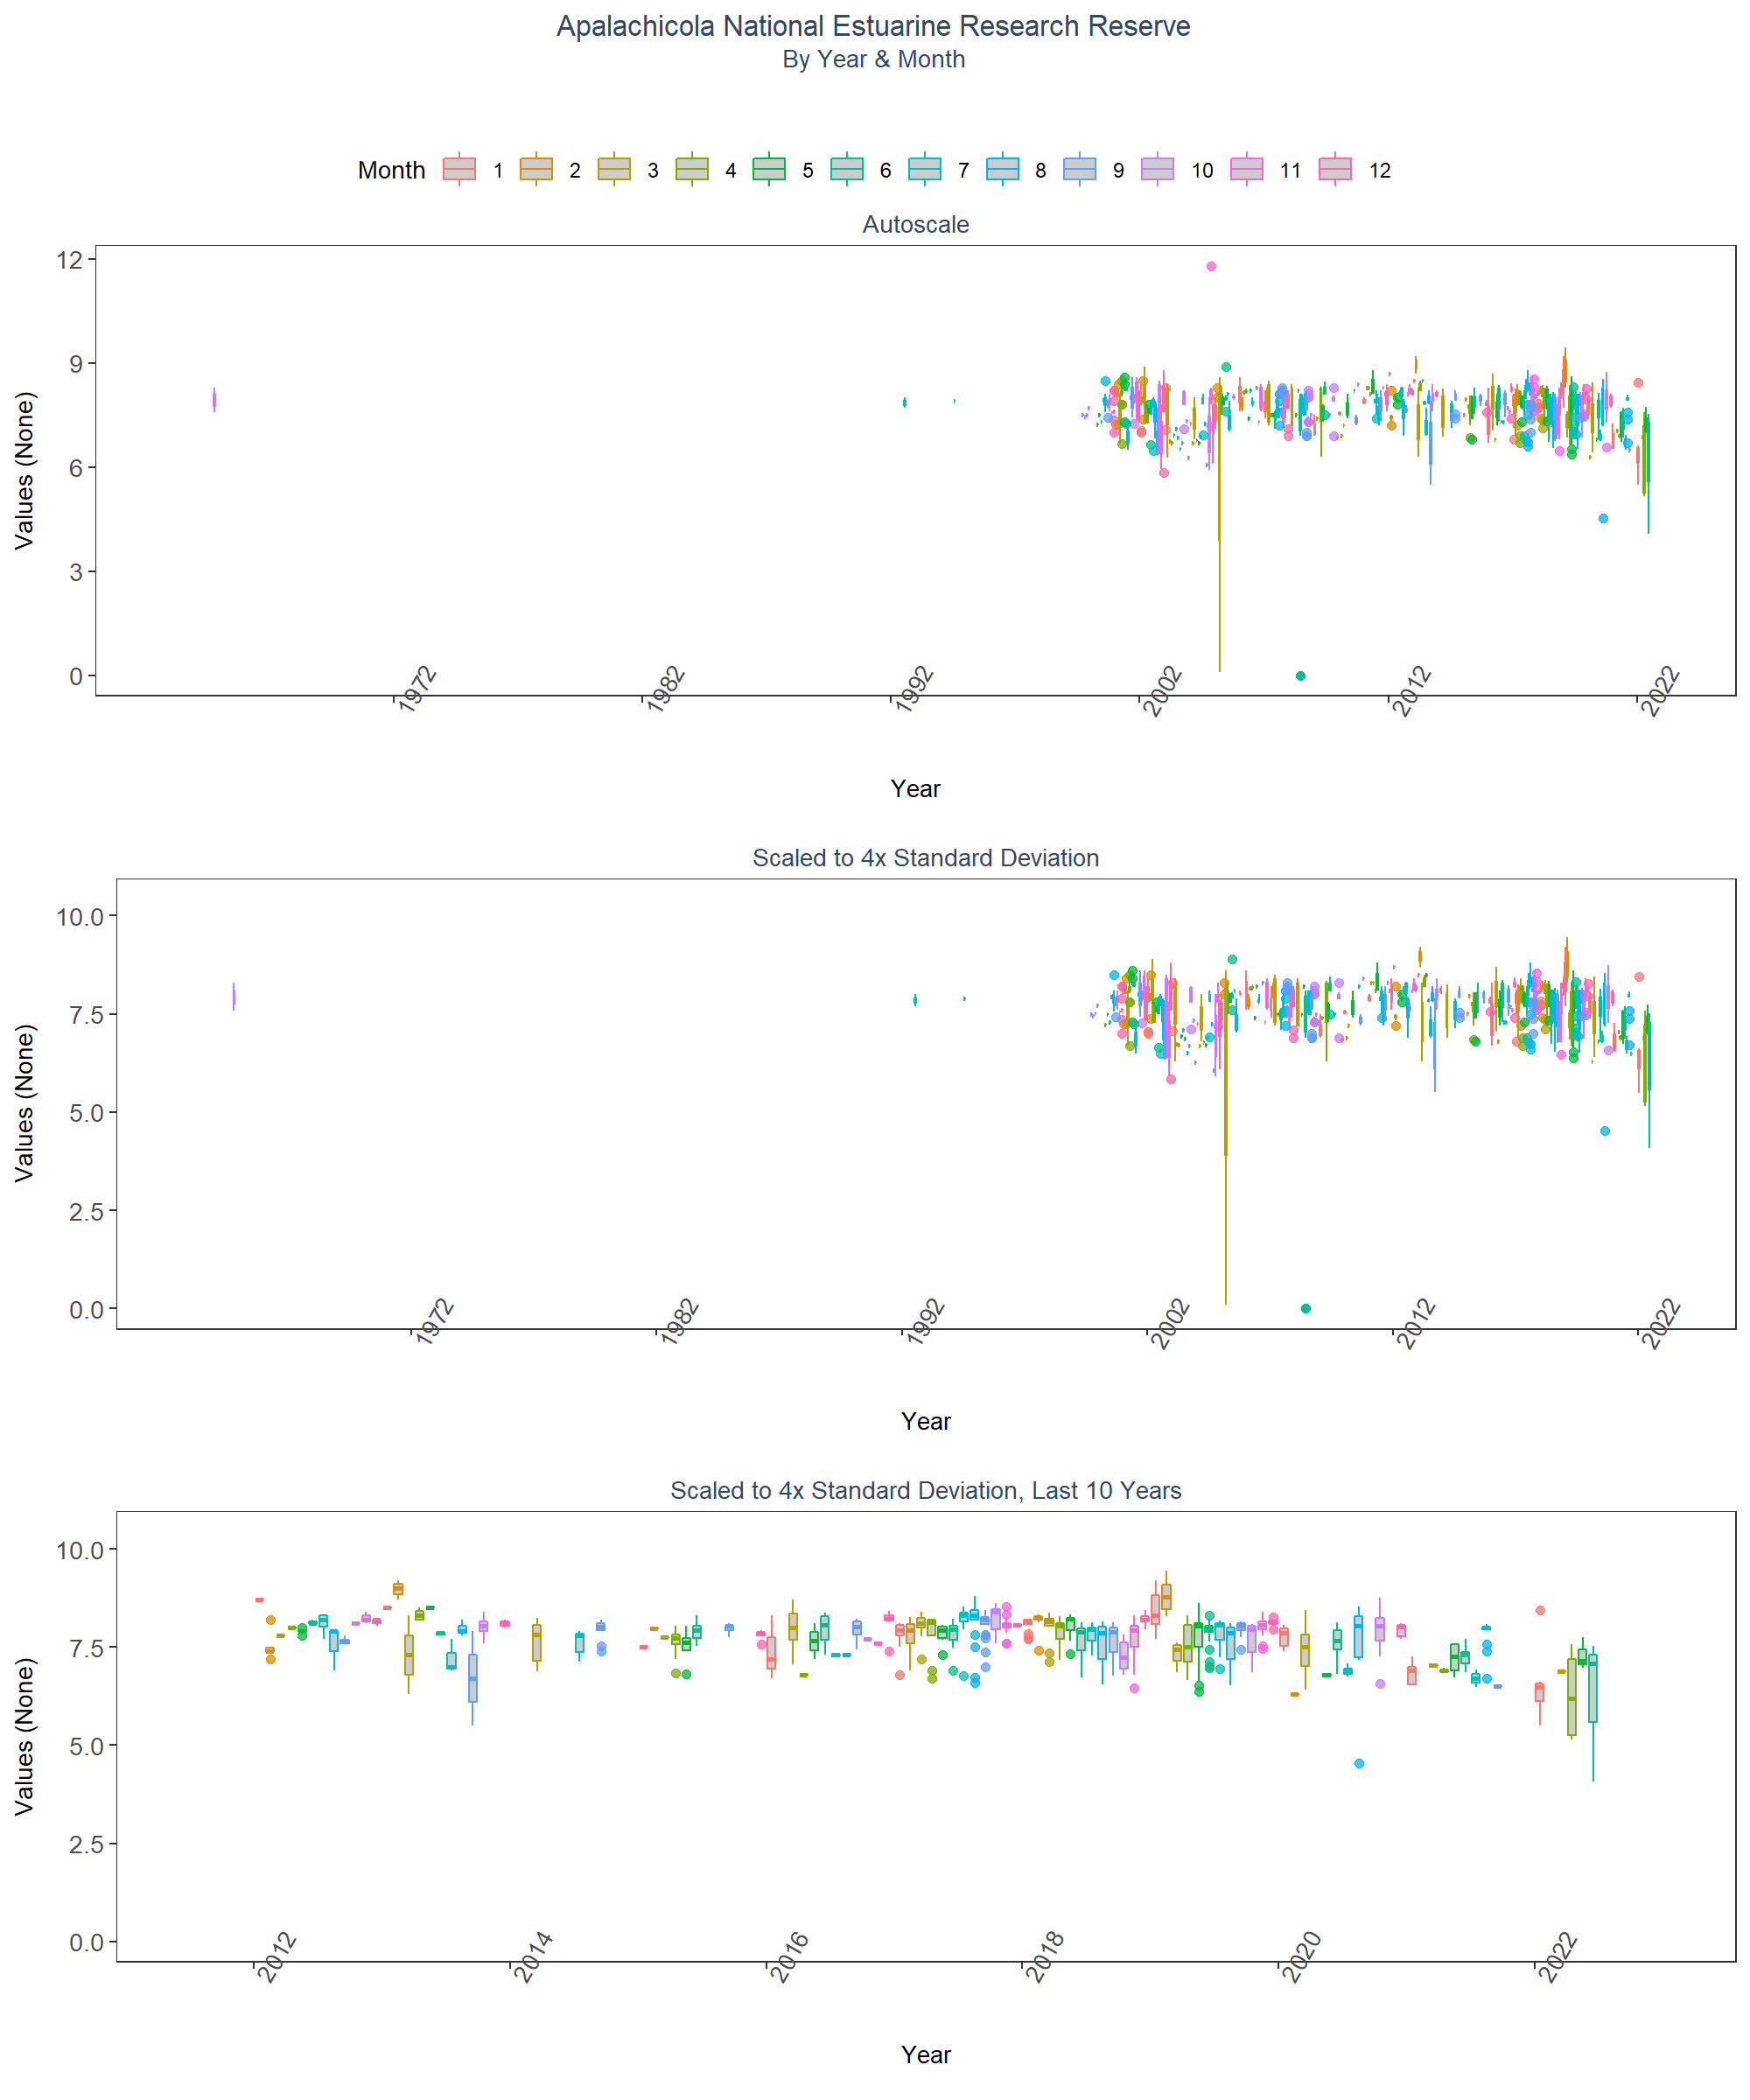 Apalachicola National Estuarine Research Reserve
By Year & Month
Month 1 2 3 4 5 6 7 8 9 10 11 12
Autoscale
Values (None)
12
9
6
3
0
1972 1982 1992 2002 2012 2022
Year
Scaled to 4x Standard Deviation
Values (None)
10.0
7.5
5.0
2.5
0.0
1972 1982 1992 2002 2012 2022
Year
Scaled to 4x Standard Deviation, Last 10 Years
Values (None)
10.0
7.5
5.0
2.5
0.0
2012 2014 2016 2018 2020 2022
Year